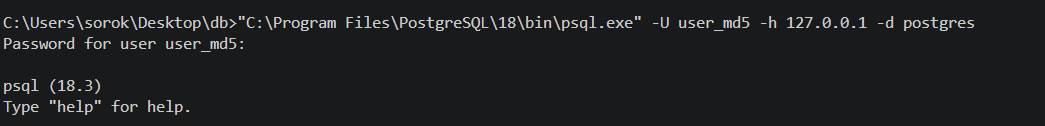 C:\Users\sorok\Desktop\db>"C:\Program Files\PostgreSQL\18\bin\psql.exe" -U user_md5 -h 127.0.0.1 -d postgres
Password for user user_md5:
psql (18.3)
Type "help" for help.